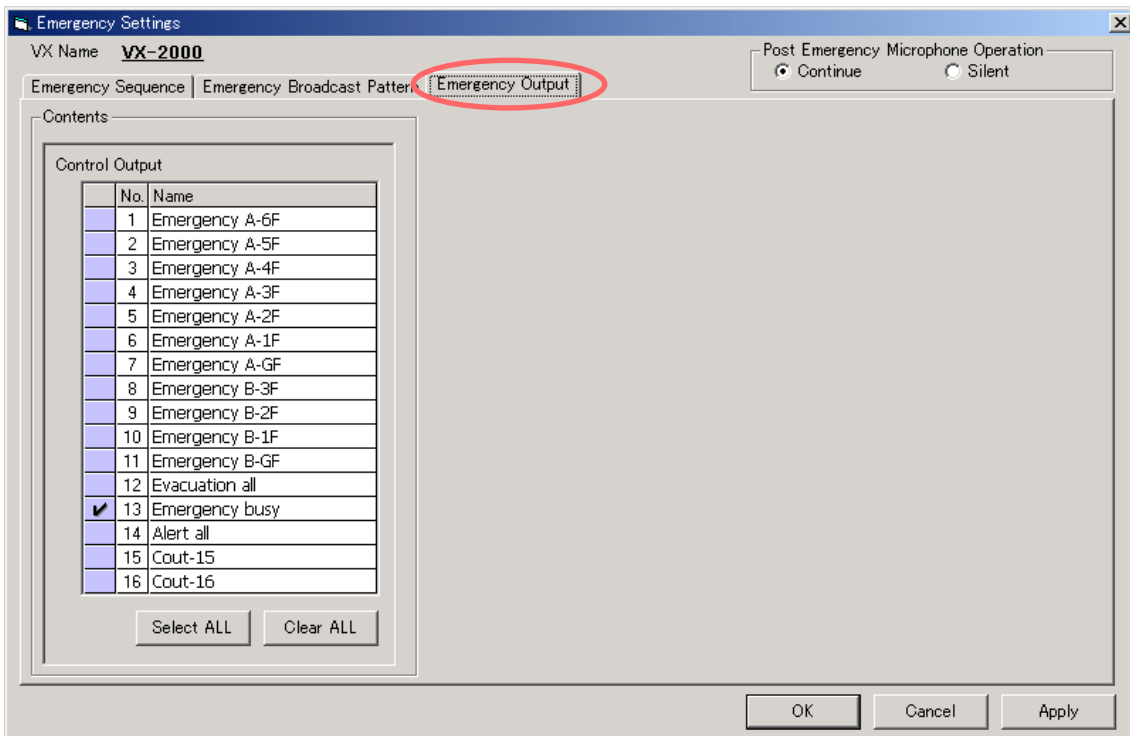 Emergency Settings
VX Name VX-2000
Post Emergency Microphone Operation
Continue Silent
Emergency Sequence Emergency Broadcast Pattern Emergency Output
Contents
Control Output
No. Name
1 Emergency A-6F
2 Emergency A-5F
3 Emergency A-4F
4 Emergency A-3F
5 Emergency A-2F
6 Emergency A-1F
7 Emergency A-GF
8 Emergency B-3F
9 Emergency B-2F
10 Emergency B-1F
11 Emergency B-GF
12 Evacuation all
13 Emergency busy
14 Alert all
15 Cout-15
16 Cout-16
Select ALL Clear ALL
OK Cancel Apply